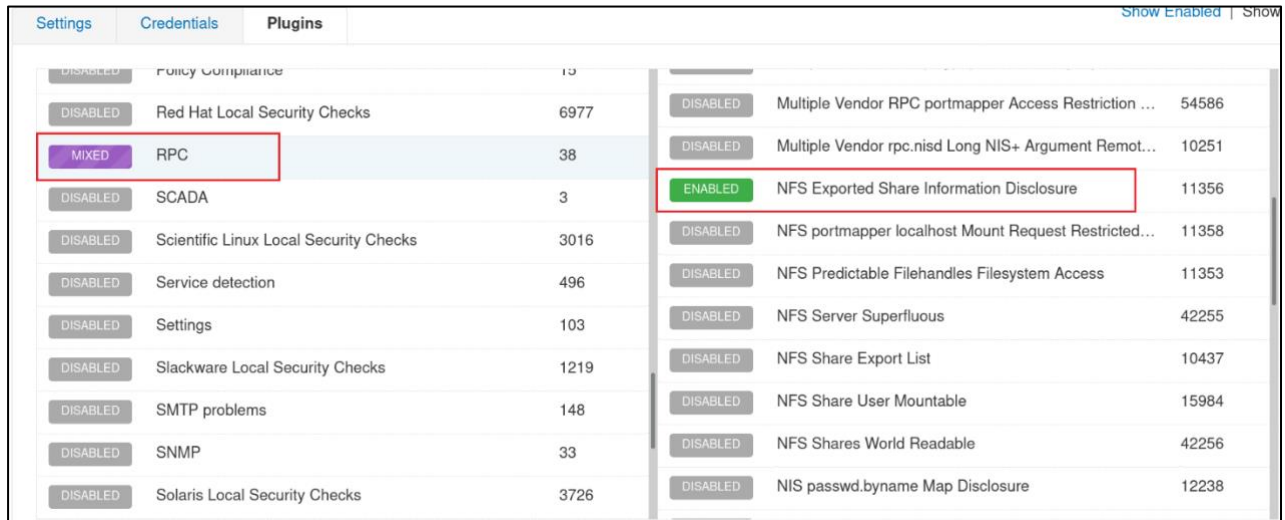 Settings Credentials Plugins Show Enabled | Show
DISABLED Policy Compliance 15
DISABLED Red Hat Local Security Checks 6977
MIXED RPC 38
DISABLED SCADA 3
DISABLED Scientific Linux Local Security Checks 3016
DISABLED Service detection 496
DISABLED Settings 103
DISABLED Slackware Local Security Checks 1219
DISABLED SMTP problems 148
DISABLED SNMP 33
DISABLED Solaris Local Security Checks 3726
DISABLED Multiple Vendor RPC portmapper Access Restriction ... 54586
DISABLED Multiple Vendor rpc.nisd Long NIS+ Argument Remot... 10251
ENABLED NFS Exported Share Information Disclosure 11356
DISABLED NFS portmapper localhost Mount Request Restricted... 11358
DISABLED NFS Predictable Filehandles Filesystem Access 11353
DISABLED NFS Server Superfluous 42255
DISABLED NFS Share Export List 10437
DISABLED NFS Share User Mountable 15984
DISABLED NFS Shares World Readable 42256
DISABLED NIS passwd.byname Map Disclosure 12238